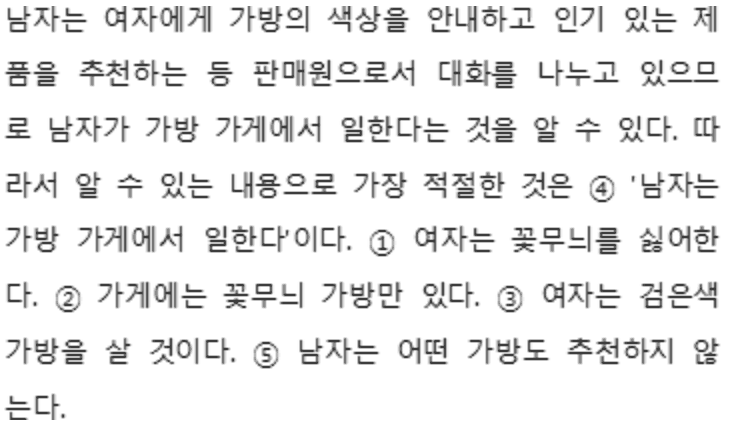 남자는 여자에게 가방의 색상을 안내하고 인기 있는 제
품을 추천하는 등 판매원으로서 대화를 나누고 있으므
로 남자가 가방 가게에서 일한다는 것을 알 수 있다. 따
라서 알 수 있는 내용으로 가장 적절한 것은 ④ '남자는
가방 가게에서 일한다'이다. ① 여자는 꽃무늬를 싫어한
다. ② 가게에는 꽃무늬 가방만 있다. ③ 여자는 검은색
가방을 살 것이다. ⑤ 남자는 어떤 가방도 추천하지 않
는다.